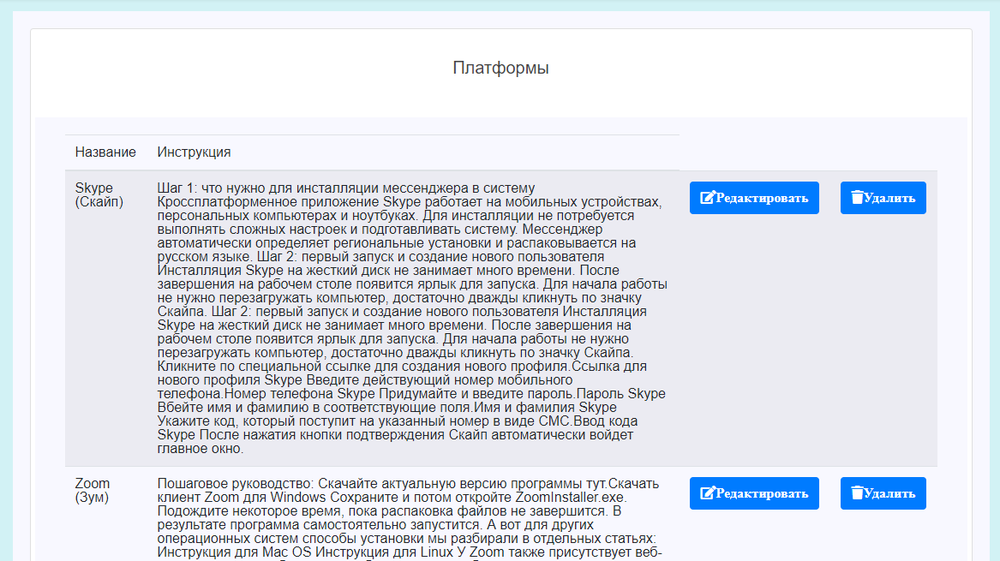 Платформы
Название Инструкция
Skype
(Скайп)
Шаг 1: что нужно для инсталляции мессенджера в систему
Кроссплатформенное приложение Skype работает на мобильных устройствах,
персональных компьютерах и ноутбуках. Для инсталляции не потребуется
выполнять сложных настроек и подготавливать систему. Мессенджер
автоматически определяет региональные установки и распаковывается на
русском языке. Шаг 2: первый запуск и создание нового пользователя
Инсталляция Skype на жесткий диск не занимает много времени. После
завершения на рабочем столе появится ярлык для запуска. Для начала работы
не нужно перезагружать компьютер, достаточно дважды кликнуть по значку
Скайпа. Шаг 2: первый запуск и создание нового пользователя Инсталляция
Skype на жесткий диск не занимает много времени. После завершения на
рабочем столе появится ярлык для запуска. Для начала работы не нужно
перезагружать компьютер, достаточно дважды кликнуть по значку Скайпа.
Кликните по специальной ссылке для создания нового профиля.Ссылка для
нового профиля Skype Введите действующий номер мобильного
телефона.Номер телефона Skype Придумайте и введите пароль.Пароль Skype
Вбейте имя и фамилию в соответствующие поля.Имя и фамилия Skype
Укажите код, который поступит на указанный номер в виде СМС.Ввод кода
Skype После нажатия кнопки подтверждения Скайп автоматически войдет
главное окно.
Редактировать
Удалить
Zoom
(Зум)
Пошаговое руководство: Скачайте актуальную версию программы тут.Скачать
клиент Zoom для Windows Сохраните и потом откройте ZoomInstaller.exe.
Подождите некоторое время, пока распаковка файлов не завершится. В
результате программа самостоятельно запустится. А вот для других
операционных систем способы установки мы разбирали в отдельных статьях:
Инструкция для Mac OS Инструкция для Linux У Zoom также присутствует веб-
Редактировать
Удалить